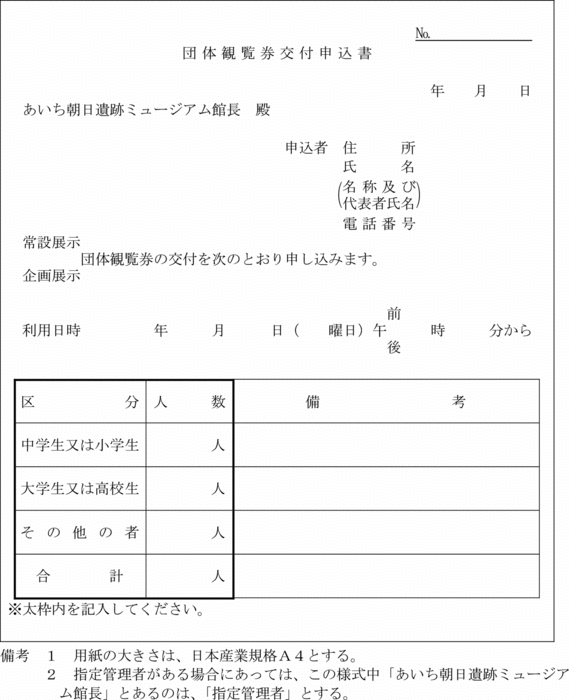 No.
団体観覧券交付申込書
年　　月　　日
あいち朝日遺跡ミュージアム館長　殿
申込者　住　　　所
氏　　　名
(名称及び
代表者氏名)
電話番号
常設展示
団体観覧券の交付を次のとおり申し込みます。
企画展示
前
利用日時　　　　　年　　　月　　　日（　　曜日）午　　　時　　　分から
後
区　　　　　　分　人　　　数　　　　　備　　　　　　　　　考
中学生又は小学生　　　　　人
大学生又は高校生　　　　　人
その他の者　　　　　人
合　　　　計　　　　　人
※太枠内を記入してください。
備考　１　用紙の大きさは、日本産業規格Ａ４とする。
２　指定管理者がある場合にあっては、この様式中「あいち朝日遺跡ミュージア
ム館長」とあるのは、「指定管理者」とする。